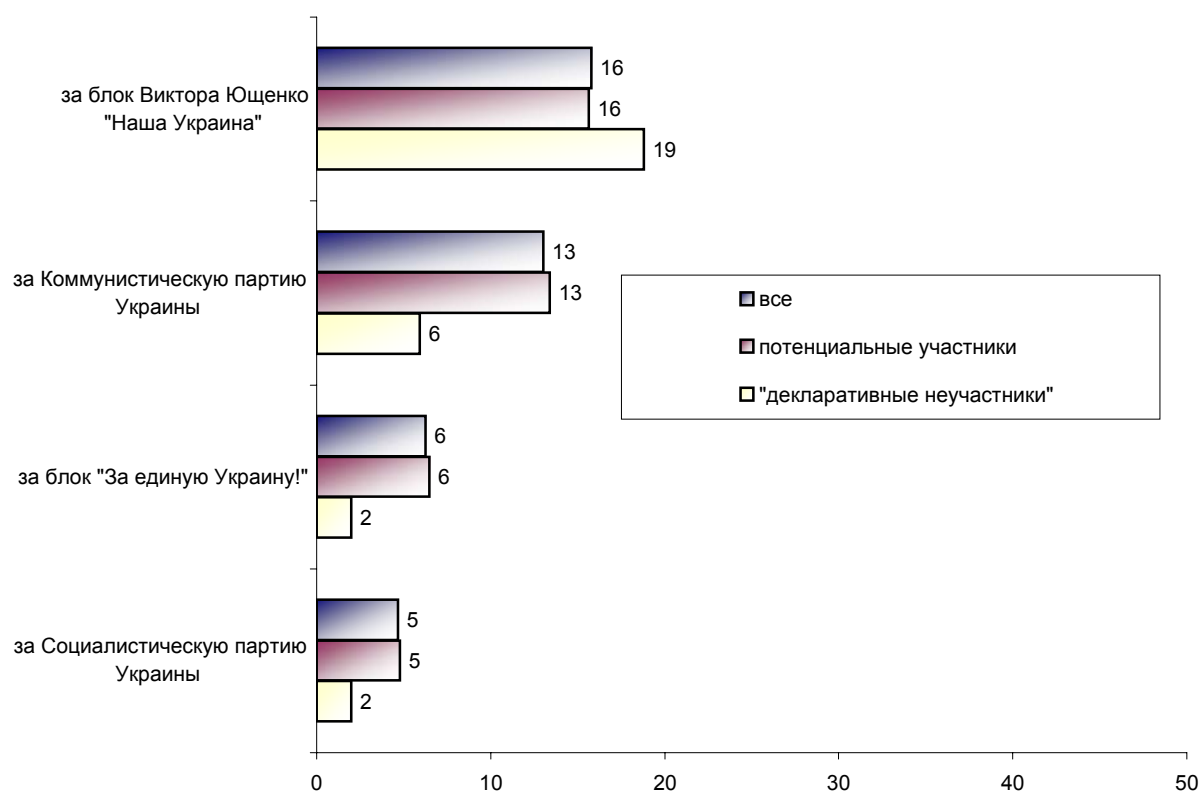 за блок Виктора Ющенко
"Наша Украина"
16
16
19
за Коммунистическую партию
Украины
13
13
6
все
потенциальные участники
"декларативные неучастники"
за блок "За единую Украину!"
6
6
2
за Социалистическую партию
Украины
5
5
2
0 10 20 30 40 50